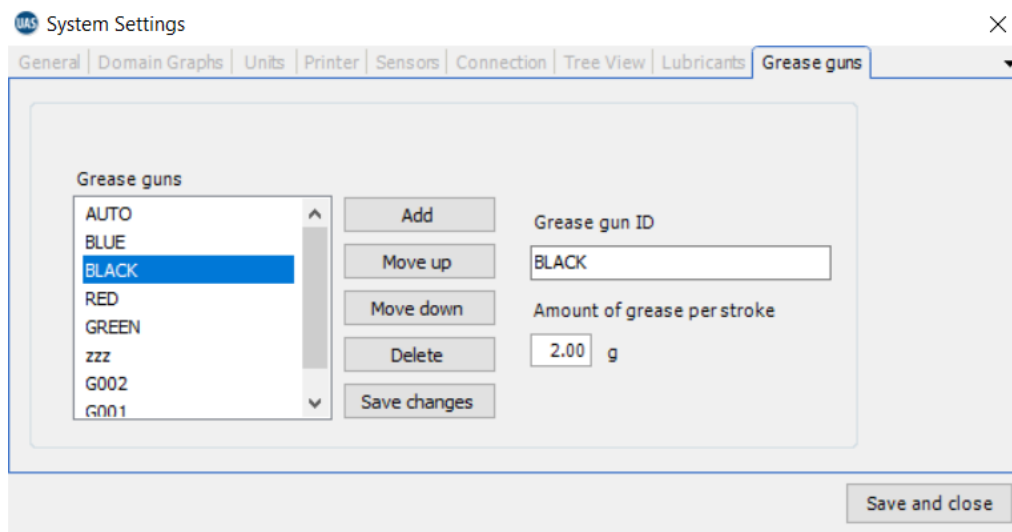 UAS System Settings
General Domain Graphs Units Printer Sensors Connection Tree View Lubricants Grease guns
Grease guns
AUTO
BLUE
BLACK
RED
GREEN
zzz
G002
G001
Add
Move up
Move down
Delete
Save changes
Grease gun ID
BLACK
Amount of grease per stroke
2.00 g
Save and close